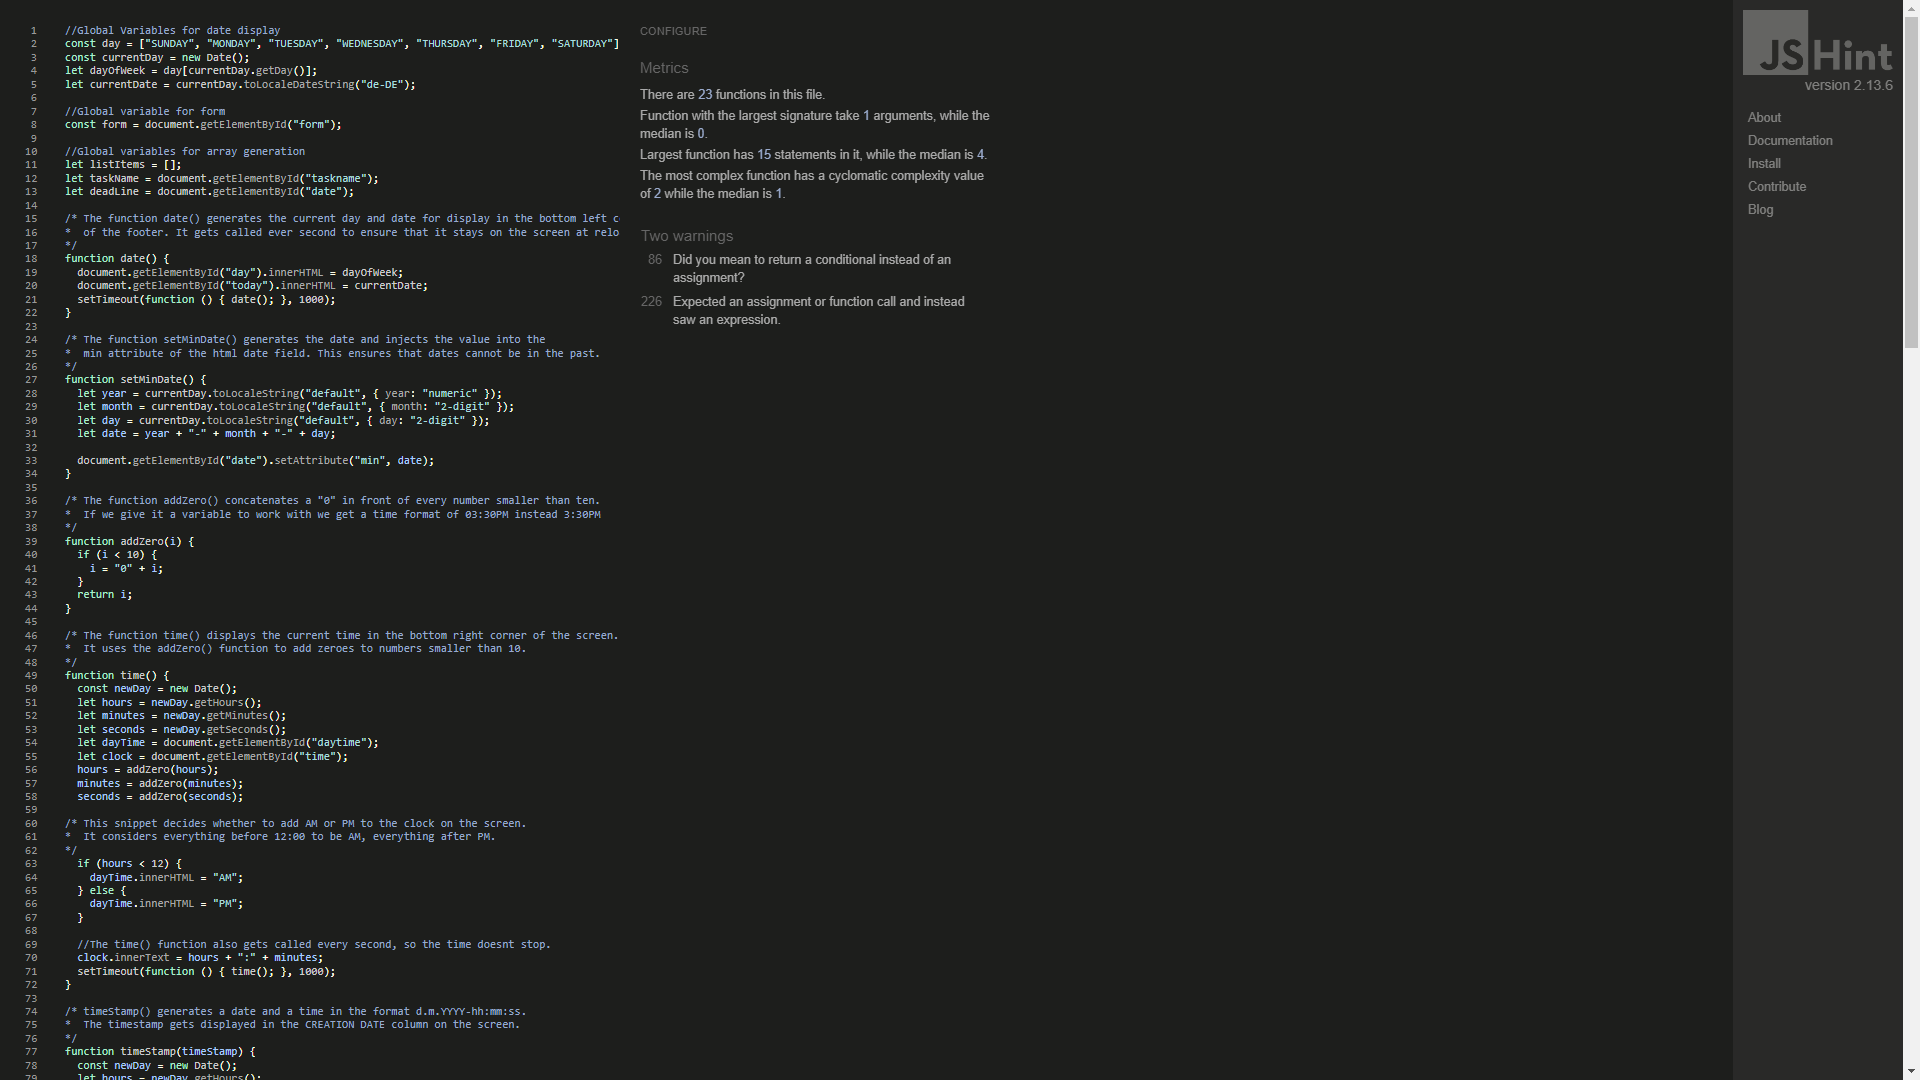 1 //Global Variables for date display
2 const day = ["SUNDAY", "MONDAY", "TUESDAY", "WEDNESDAY", "THURSDAY", "FRIDAY", "SATURDAY"]
3 const currentDay = new Date();
4 let dayOfWeek = day[currentDay.getDay()];
5 let currentDate = currentDay.toLocaleDateString("de-DE");
6
7 //Global variable for form
8 const form = document.getElementById("form");
9
10 //Global variables for array generation
11 let listItems = [];
12 let taskName = document.getElementById("taskname");
13 let deadLine = document.getElementById("date");
14
15 /* The function date() generates the current day and date for display in the bottom left c
16 *  of the footer. It gets called ever second to ensure that it stays on the screen at relo
17 */
18 function date() {
19   document.getElementById("day").innerHTML = dayOfWeek;
20   document.getElementById("today").innerHTML = currentDate;
21   setTimeout(function () { date(); }, 1000);
22 }
23
24 /* The function setMinDate() generates the date and injects the value into the
25 *  min attribute of the html date field. This ensures that dates cannot be in the past.
26 */
27 function setMinDate() {
28   let year = currentDay.toLocaleString("default", { year: "numeric" });
29   let month = currentDay.toLocaleString("default", { month: "2-digit" });
30   let day = currentDay.toLocaleString("default", { day: "2-digit" });
31   let date = year + "-" + month + "-" + day;
32
33   document.getElementById("date").setAttribute("min", date);
34 }
35
36 /* The function addZero() concatenates a "0" in front of every number smaller than ten.
37 *  If we give it a variable to work with we get a time format of 03:30PM instead 3:30PM
38 */
39 function addZero(i) {
40   if (i < 10) {
41     i = "0" + i;
42   }
43   return i;
44 }
45
46 /* The function time() displays the current time in the bottom right corner of the screen.
47 *  It uses the addZero() function to add zeroes to numbers smaller than 10.
48 */
49 function time() {
50   const newDay = new Date();
51   let hours = newDay.getHours();
52   let minutes = newDay.getMinutes();
53   let seconds = newDay.getSeconds();
54   let dayTime = document.getElementById("daytime");
55   let clock = document.getElementById("time");
56   hours = addZero(hours);
57   minutes = addZero(minutes);
58   seconds = addZero(seconds);
59
60 /* This snippet decides whether to add AM or PM to the clock on the screen.
61 *  It considers everything before 12:00 to be AM, everything after PM.
62 */
63   if (hours < 12) {
64     dayTime.innerHTML = "AM";
65   } else {
66     dayTime.innerHTML = "PM";
67   }
68
69   //The time() function also gets called every second, so the time doesnt stop.
70   clock.innerText = hours + ":" + minutes;
71   setTimeout(function () { time(); }, 1000);
72 }
73
74 /* timeStamp() generates a date and a time in the format d.m.YYYY-hh:mm:ss.
75 *  The timestamp gets displayed in the CREATION DATE column on the screen.
76 */
77 function timeStamp(timeStamp) {
78   const newDay = new Date();
79   let hours = newDay.getHours();
CONFIGURE
Metrics
There are 23 functions in this file.
Function with the largest signature take 1 arguments, while the
median is 0.
Largest function has 15 statements in it, while the median is 4.
The most complex function has a cyclomatic complexity value
of 2 while the median is 1.
Two warnings
86 Did you mean to return a conditional instead of an
assignment?
226 Expected an assignment or function call and instead
saw an expression.
JSHint
version 2.13.6
About
Documentation
Install
Contribute
Blog